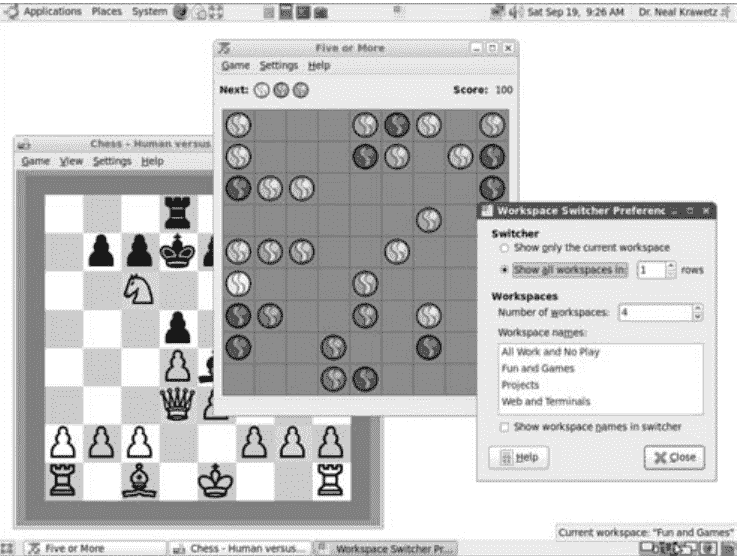 Applications Places System Sat Sep 19, 9:26 AM Dr. Neal Krawetz
Five or More
Game Settings Help
Next: Score: 100
Chess - Human versus
Game View Settings Help
Workspace Switcher Preferenc
Switcher
Show only the current workspace
Show all workspaces in: 1 rows
Workspaces
Number of workspaces: 4
Workspace names:
All Work and No Play
Fun and Games
Projects
Web and Terminals
Show workspace names in switcher
Help Close
Current workspace: "Fun and Games"
Five or More Chess - Human versus... Workspace Switcher Pr...